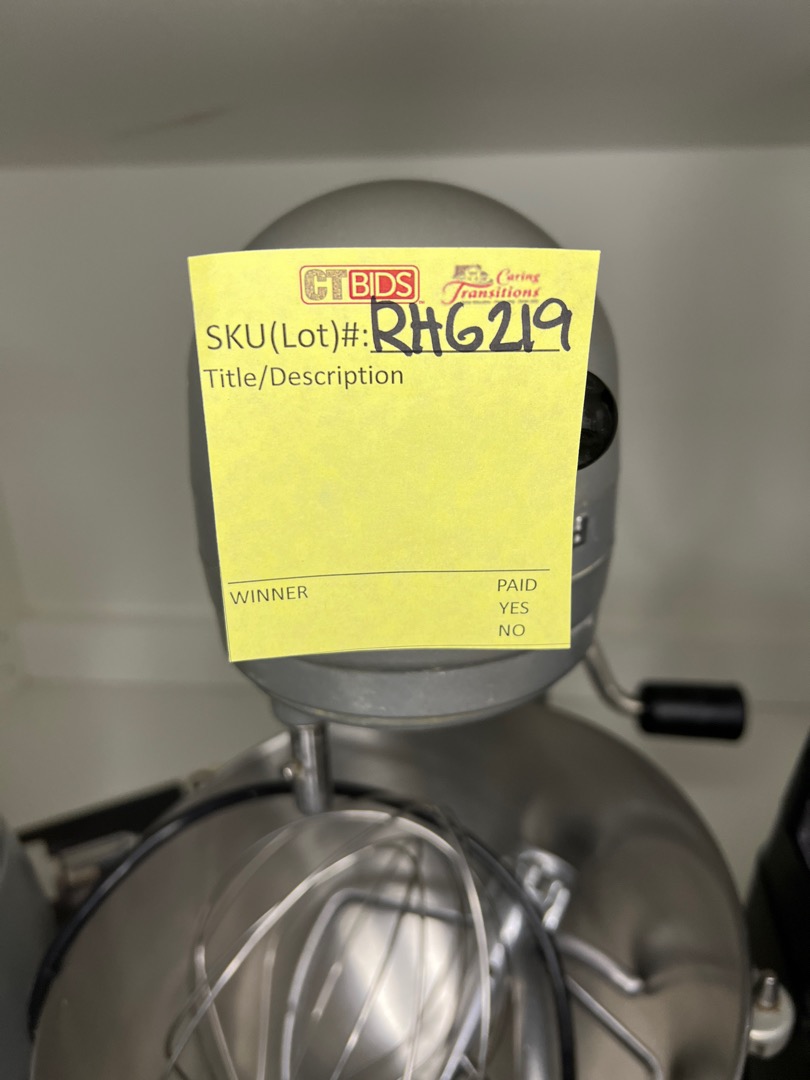 CTBIDS
Caring
Transitions
SKU(Lot)#: RHG219
Title/Description
WINNER
PAID
YES
NO